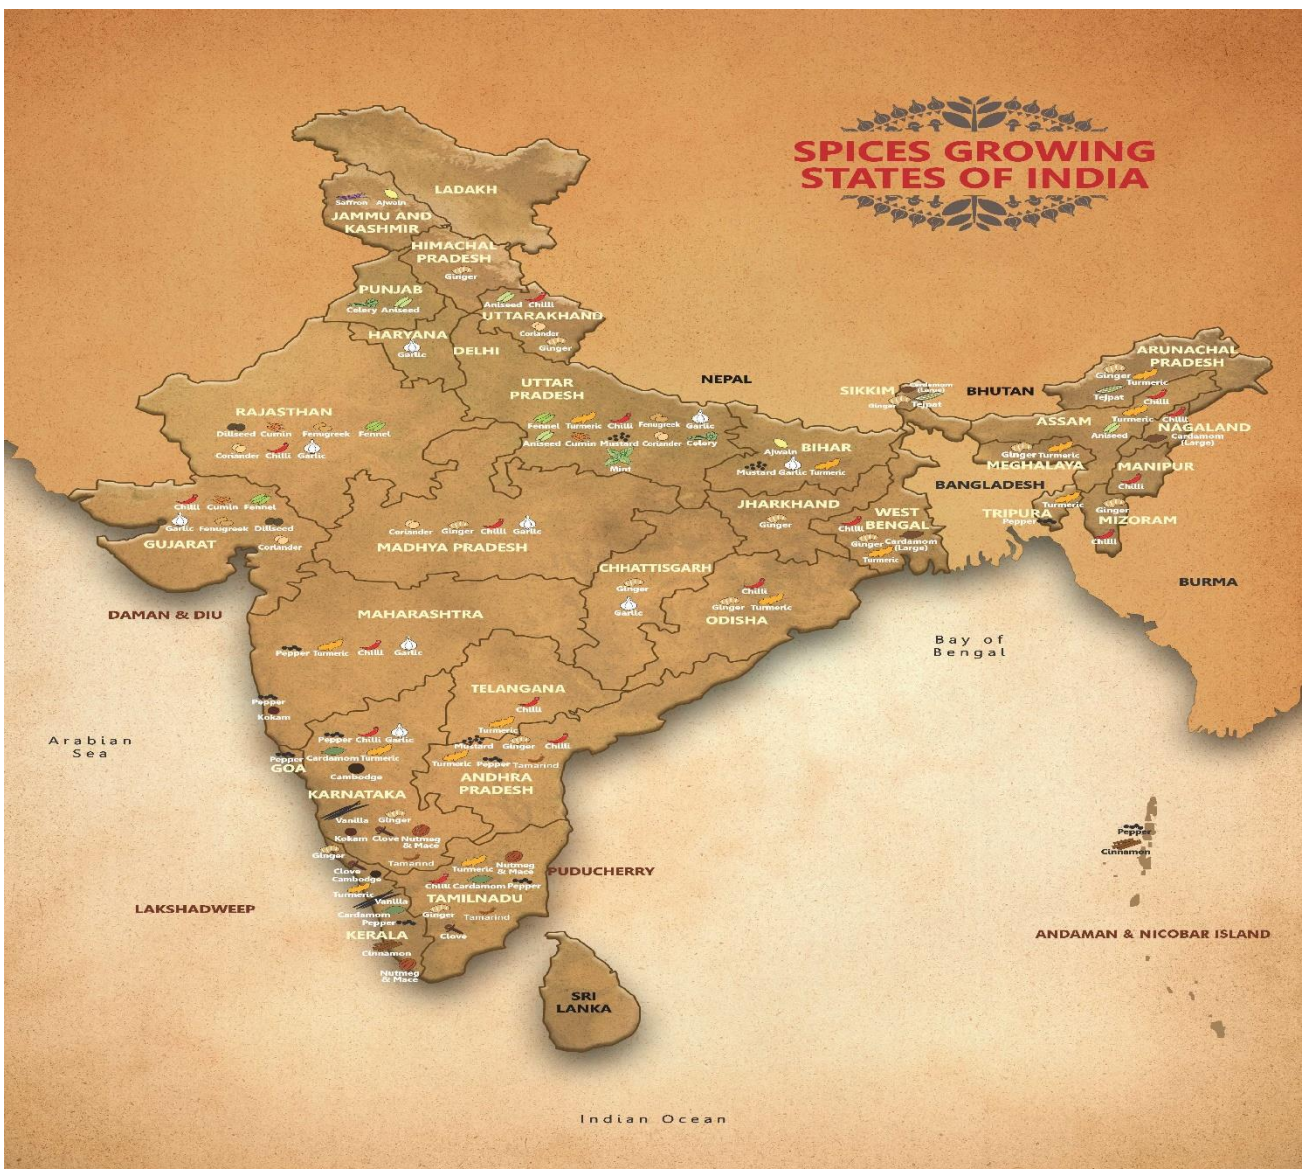 SPICES GROWING
STATES OF INDIA
LADAKH
Saffron Ajwain
JAMMU AND
KASHMIR
HIMACHAL
PRADESH
Ginger
PUNJAB
Celery Aniseed
Aniseed Chilli
UTTARAKHAND
Coriander
Ginger
HARYANA
Garlic
DELHI
UTTAR
PRADESH
Fennel Turmeric Chilli Fenugreek Garlic
Aniseed Cumin Mustard Coriander Celery
Mint
NEPAL
SIKKIM
Cardamom
(Large)
Ginger Tejpat
BHUTAN
ARUNACHAL
PRADESH
Ginger
Turmeric
Tejpat
Chilli
ASSAM
Turmeric Chilli
Aniseed
NAGALAND
Cardamom
(Large)
Ginger Turmeric
MEGHALAYA
MANIPUR
Chilli
BANGLADESH
TRIPURA
Turmeric
Pepper
Ginger
MIZORAM
Chilli
BURMA
RAJASTHAN
Dillseed Cumin Fenugreek Fennel
Coriander Chilli Garlic
Ajwain
BIHAR
Mustard Garlic Turmeric
JHARKHAND
Ginger
WEST
BENGAL
Chilli
Ginger Cardamom
(Large)
Turmeric
Chilli Cumin Fennel
Garlic Fenugreek Dillseed
GUJARAT
Coriander
Coriander Ginger Chilli Garlic
MADHYA PRADESH
CHHATTISGARH
Ginger
Garlic
Chilli
Ginger Turmeric
ODISHA
DAMAN & DIU
MAHARASHTRA
Pepper Turmeric Chilli Garlic
Pepper
Kokam
Bay of
Bengal
Arabian
Sea
TELANGANA
Chilli
Turmeric
Mustard Ginger Chilli
Turmeric Pepper Tamarind
ANDHRA
PRADESH
Pepper Chilli Garlic
Pepper Cardamom Turmeric
GOA
Cambodge
KARNATAKA
Vanilla Ginger
Kokam Clove Nutmeg
& Mace
Tamarind
Ginger
Clove
Cambodge
Turmeric
Vanilla
Cardamom
Pepper
KERALA
Cinnamon
Nutmeg
& Mace
Turmeric Nutmeg
& Mace
Chilli Cardamom Pepper
TAMILNADU
Ginger Tamarind
Clove
PUDUCHERRY
LAKSHADWEEP
Pepper
Cinnamon
ANDAMAN & NICOBAR ISLAND
SRI
LANKA
Indian Ocean